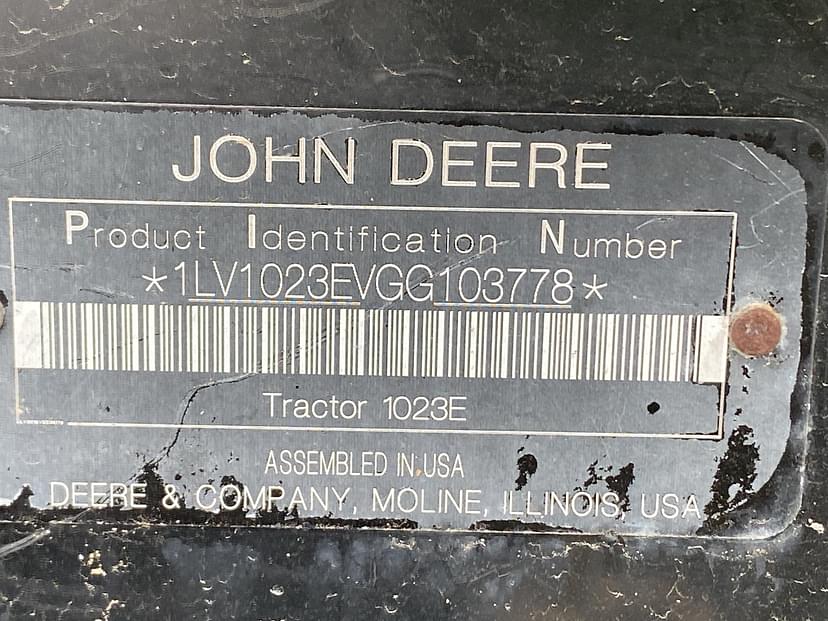 JOHN DEERE
Product Identification Number
*1LV1023EVGG103778*
Tractor 1023E
ASSEMBLED IN USA
DEERE & COMPANY, MOLINE, ILLINOIS, USA